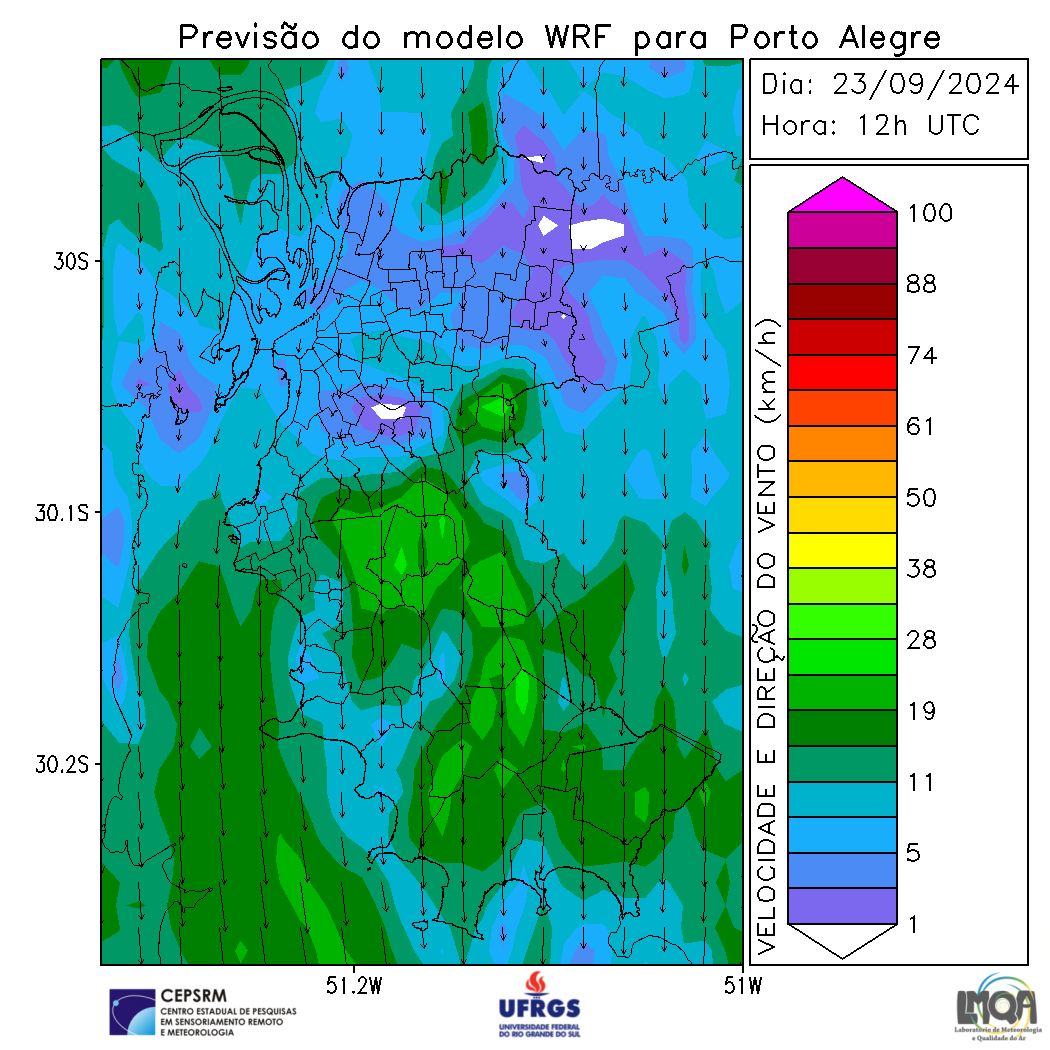 Previsão do modelo WRF para Porto Alegre
Dia: 23/09/2024
Hora: 12h UTC
30S
30.1S
30.2S
51.2W
51W
VELOCIDADE E DIREÇÃO DO VENTO (km/h)
100
88
74
61
50
38
28
19
11
5
1
CEPSRM
CENTRO ESTADUAL DE PESQUISAS
EM SENSORIAMENTO REMOTO
E METEOROLOGIA
UFRGS
UNIVERSIDADE FEDERAL
DO RIO GRANDE DO SUL
LMQA
Laboratório de Meteorologia
e Qualidade do Ar